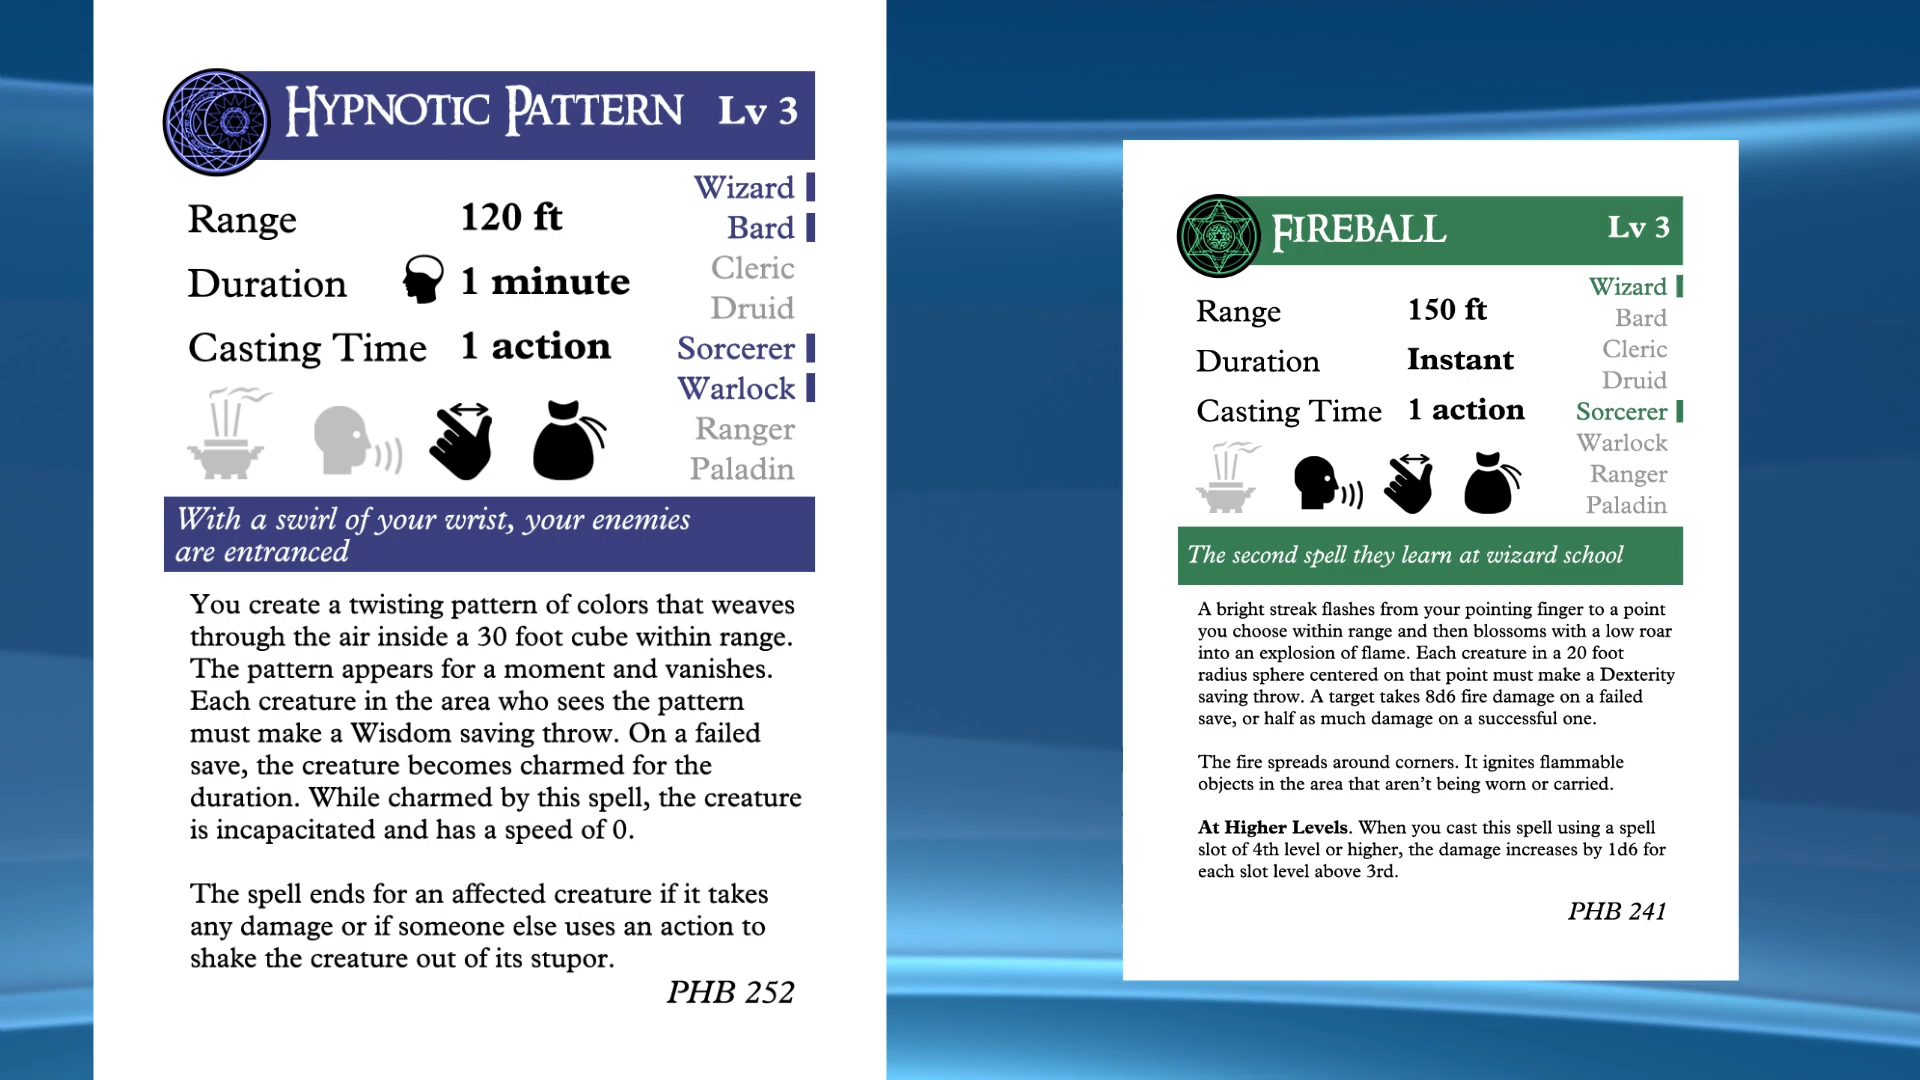 HYPNOTIC PATTERN Lv 3
Wizard
Bard
Cleric
Druid
Sorcerer
Warlock
Ranger
Paladin
Range 120 ft
Duration 1 minute
Casting Time 1 action
With a swirl of your wrist, your enemies
are entranced
You create a twisting pattern of colors that weaves
through the air inside a 30 foot cube within range.
The pattern appears for a moment and vanishes.
Each creature in the area who sees the pattern
must make a Wisdom saving throw. On a failed
save, the creature becomes charmed for the
duration. While charmed by this spell, the creature
is incapacitated and has a speed of 0.
The spell ends for an affected creature if it takes
any damage or if someone else uses an action to
shake the creature out of its stupor.
PHB 252
FIREBALL Lv 3
Wizard
Bard
Cleric
Druid
Sorcerer
Warlock
Ranger
Paladin
Range 150 ft
Duration Instant
Casting Time 1 action
The second spell they learn at wizard school
A bright streak flashes from your pointing finger to a point
you choose within range and then blossoms with a low roar
into an explosion of flame. Each creature in a 20 foot
radius sphere centered on that point must make a Dexterity
saving throw. A target takes 8d6 fire damage on a failed
save, or half as much damage on a successful one.
The fire spreads around corners. It ignites flammable
objects in the area that aren't being worn or carried.
At Higher Levels. When you cast this spell using a spell
slot of 4th level or higher, the damage increases by 1d6 for
each slot level above 3rd.
PHB 241